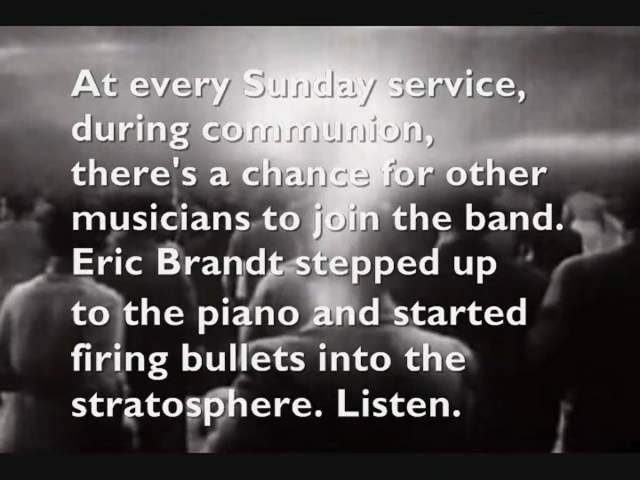 At every Sunday service,
during communion,
there's a chance for other
musicians to join the band.
Eric Brandt stepped up
to the piano and started
firing bullets into the
stratosphere. Listen.